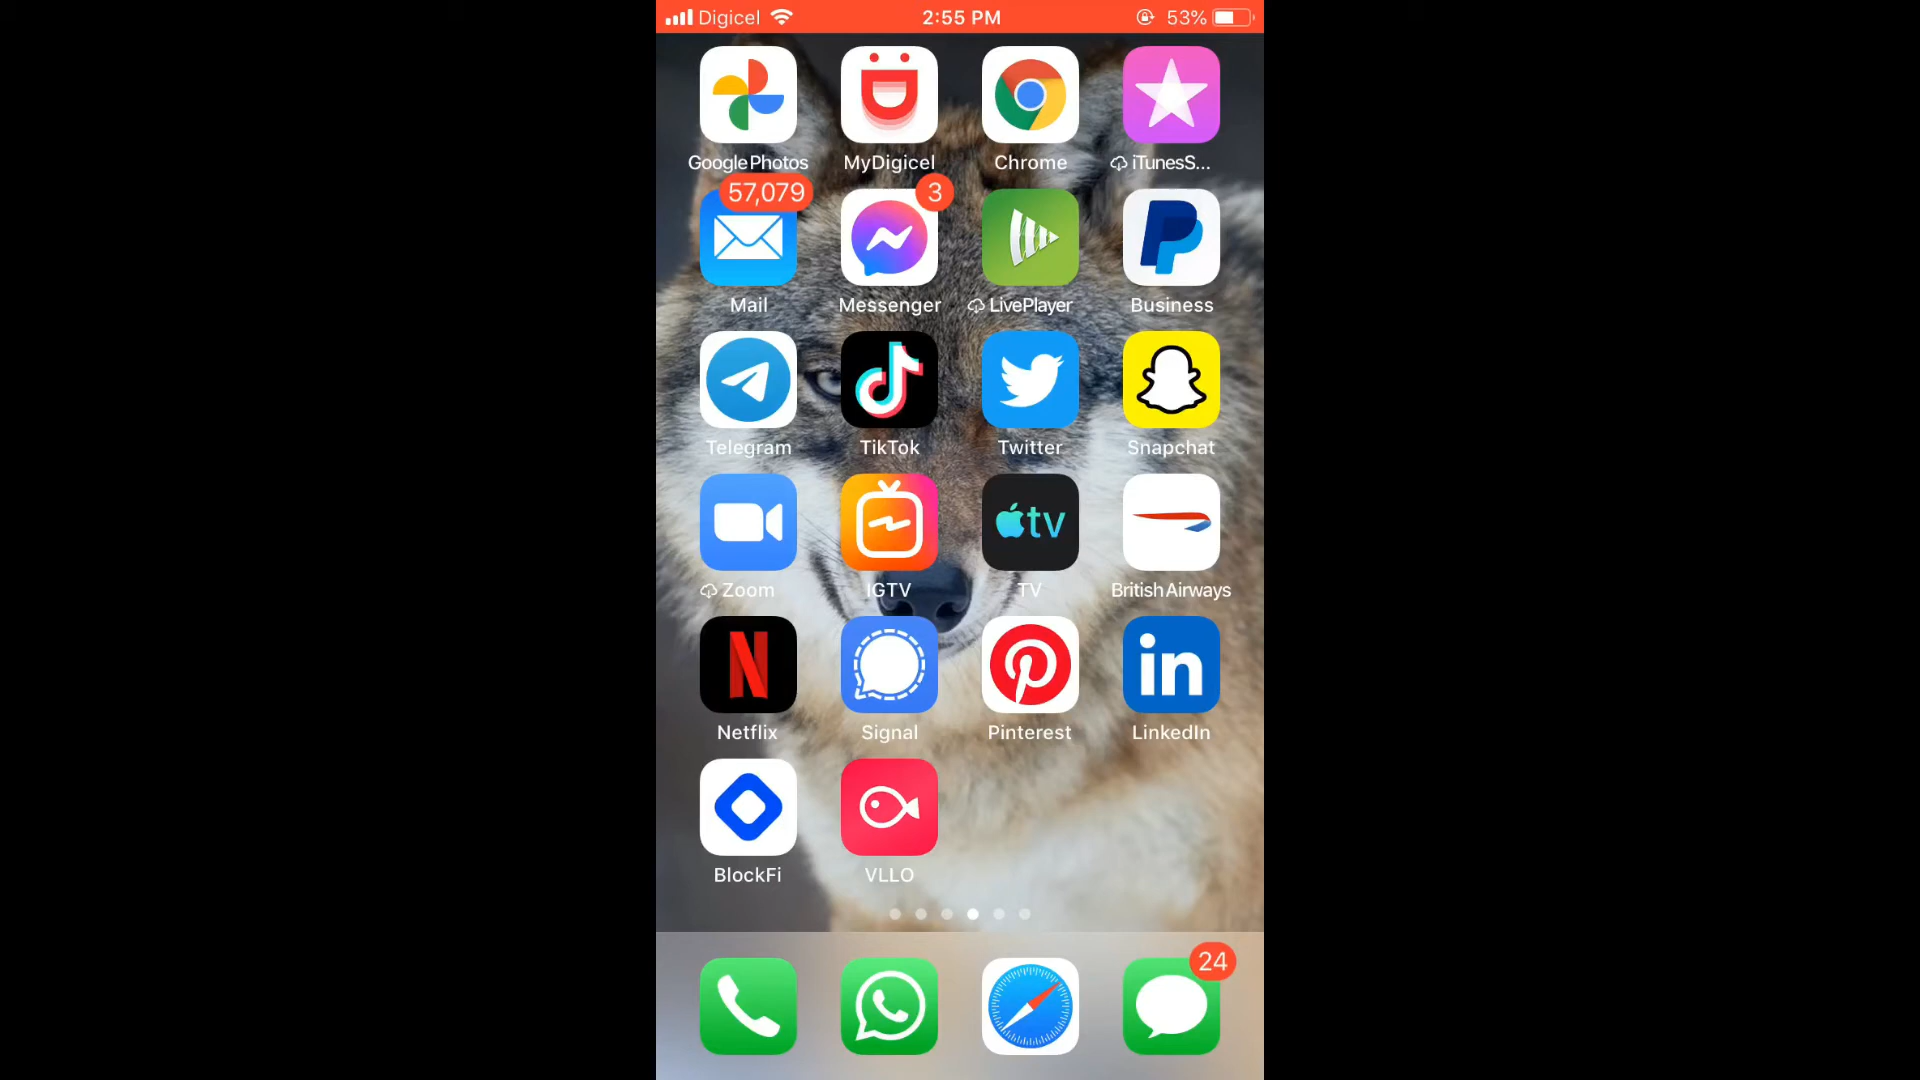 Digicel 2:55 PM 53%
Google Photos MyDigicel Chrome iTunes S...
57,079 3
Mail Messenger LivePlayer Business
Telegram TikTok Twitter Snapchat
tv
Zoom IGTV TV British Airways
N in
Netflix Signal Pinterest LinkedIn
BlockFi VLLO
24